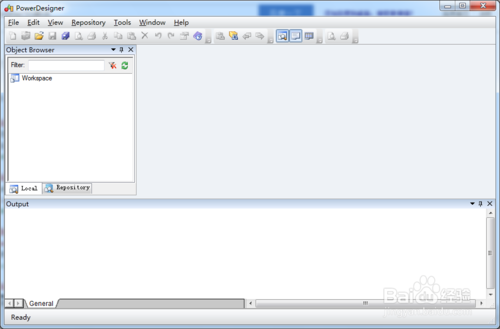 PowerDesigner
File Edit View Repository Tools Window Help
Object Browser
Filter:
Workspace
Local Repository
Output
General
Ready
Baidu 经验